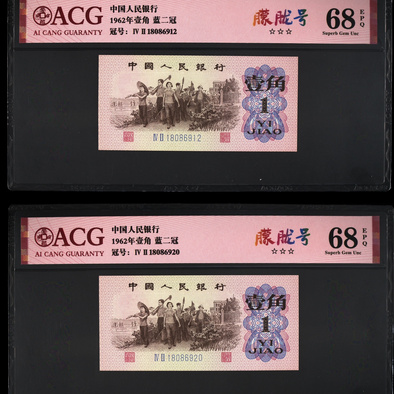 ACG
AI CANG GUARANTY
中国人民银行
1962年壹角 蓝二冠
冠号：IV II 18086912
朦胧号
☆☆☆
68 EPQ
Superb Gem Unc
中國人民銀行
壹角
1
YI
JIAO
IV II 18086912
ACG
AI CANG GUARANTY
中国人民银行
1962年壹角 蓝二冠
冠号：IV II 18086920
朦胧号
☆☆☆
68 EPQ
Superb Gem Unc
中國人民銀行
壹角
1
YI
JIAO
IV II 18086920